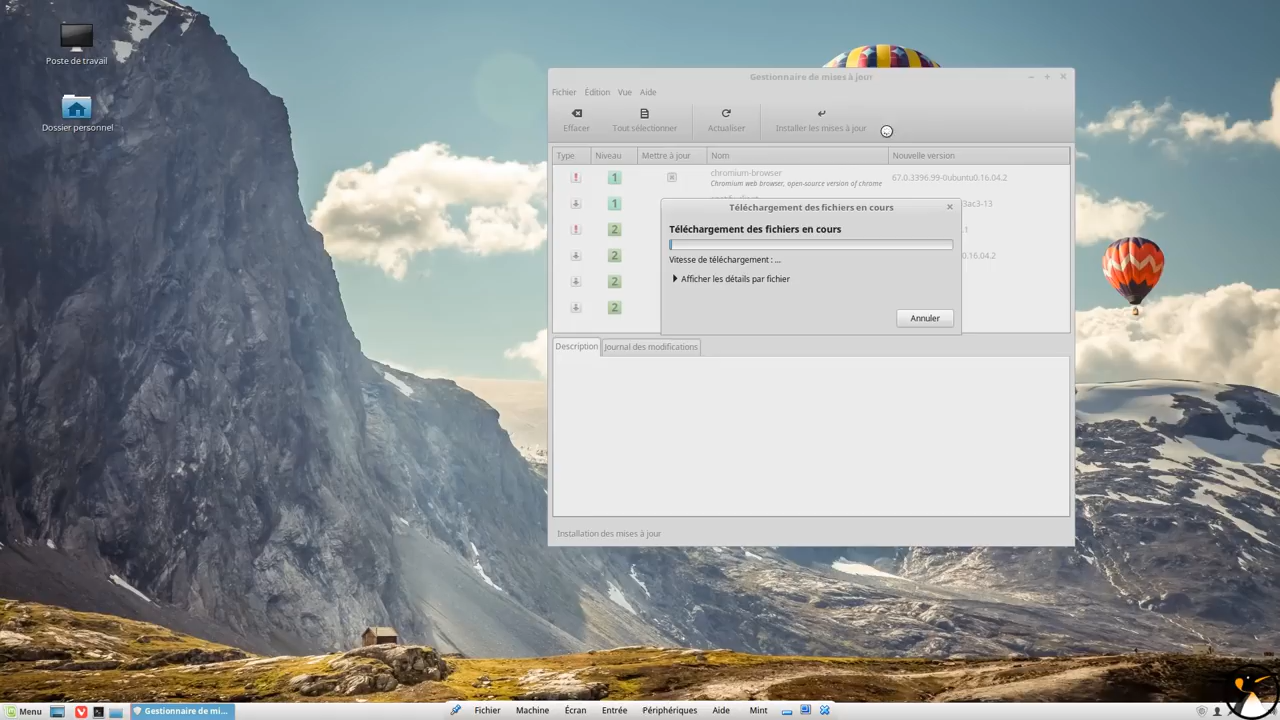 Poste de travail
Dossier personnel
Gestionnaire de mises à jour
Fichier Édition Vue Aide
Effacer Tout sélectionner Actualiser Installer les mises à jour
Type Niveau Mettre à jour Nom Nouvelle version
1 chromium-browser 67.0.3396.99-0ubuntu0.16.04.2
Chromium web browser, open-source version of chrome
1 3ac3-13
2 .1
2 0.16.04.2
2
2
Téléchargement des fichiers en cours
Téléchargement des fichiers en cours
Vitesse de téléchargement : ...
Afficher les détails par fichier
Annuler
Description Journal des modifications
Installation des mises à jour
Menu Gestionnaire de mi... Fichier Machine Écran Entrée Périphériques Aide Mint